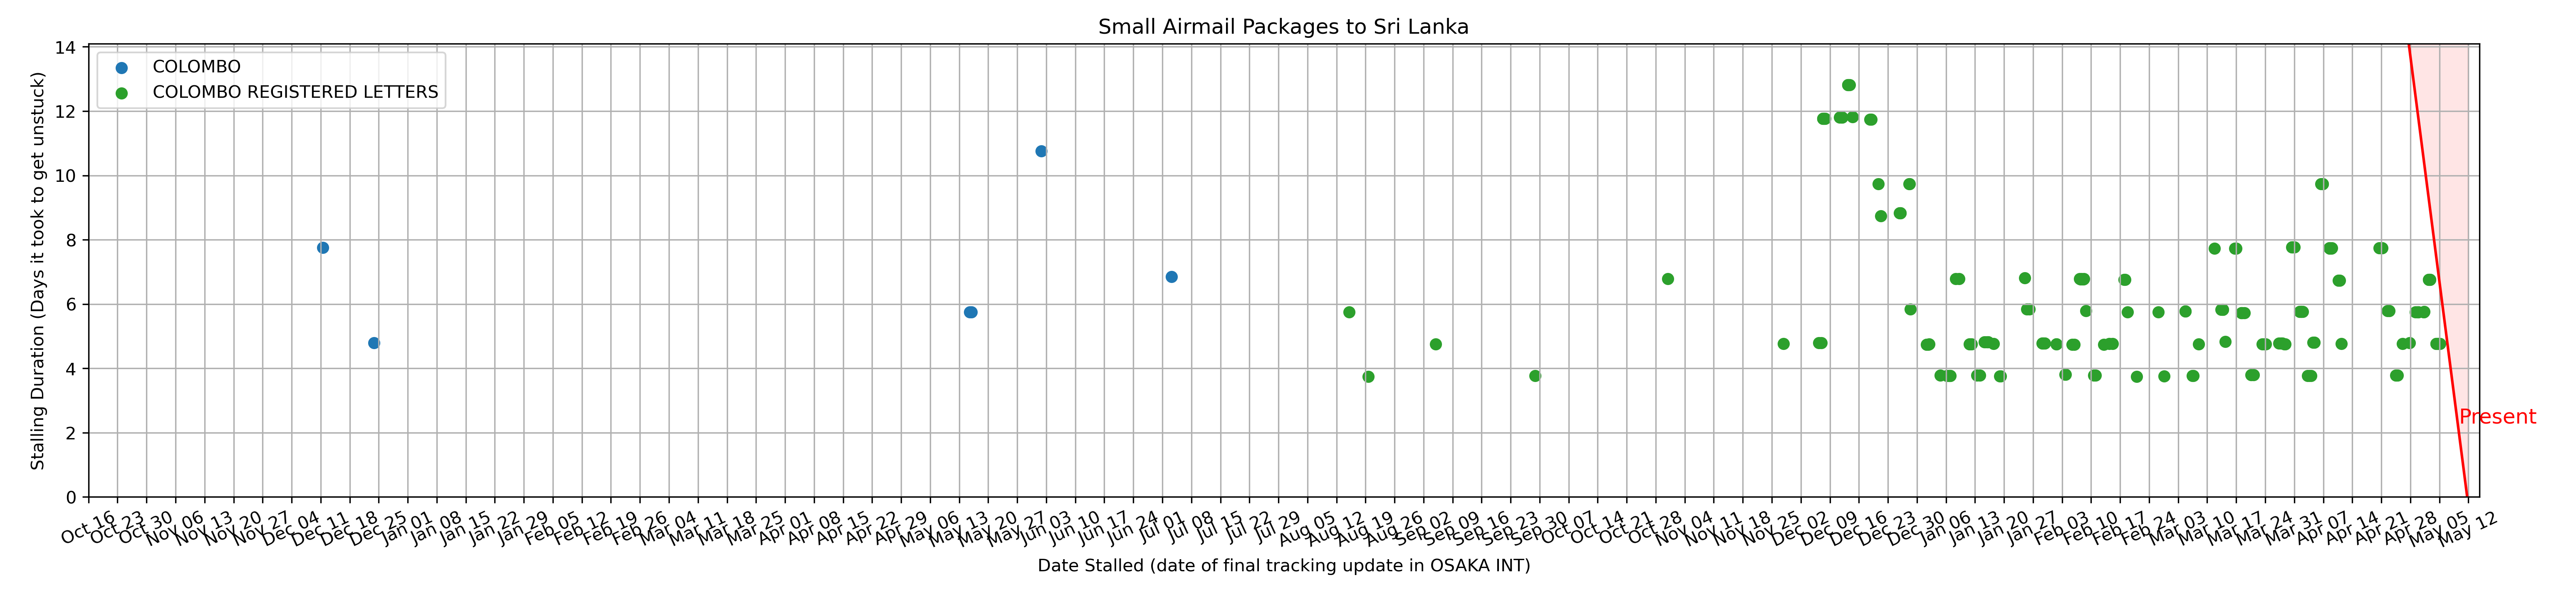 Small Airmail Packages to Sri Lanka
COLOMBO
COLOMBO REGISTERED LETTERS
Stalling Duration (Days it took to get unstuck)
14
12
10
8
6
4
2
0
Present
Oct 16
Oct 23
Oct 30
Nov 06
Nov 13
Nov 20
Nov 27
Dec 04
Dec 11
Dec 18
Dec 25
Jan 01
Jan 08
Jan 15
Jan 22
Jan 29
Feb 05
Feb 12
Feb 19
Feb 26
Mar 04
Mar 11
Mar 18
Mar 25
Apr 01
Apr 08
Apr 15
Apr 22
Apr 29
May 06
May 13
May 20
May 27
Jun 03
Jun 10
Jun 17
Jun 24
Jul 01
Jul 08
Jul 15
Jul 22
Jul 29
Aug 05
Aug 12
Aug 19
Aug 26
Sep 02
Sep 09
Sep 16
Sep 23
Sep 30
Oct 07
Oct 14
Oct 21
Oct 28
Nov 04
Nov 11
Nov 18
Nov 25
Dec 02
Dec 09
Dec 16
Dec 23
Dec 30
Jan 06
Jan 13
Jan 20
Jan 27
Feb 03
Feb 10
Feb 17
Feb 24
Mar 03
Mar 10
Mar 17
Mar 24
Mar 31
Apr 07
Apr 14
Apr 21
Apr 28
May 05
May 12
Date Stalled (date of final tracking update in OSAKA INT)